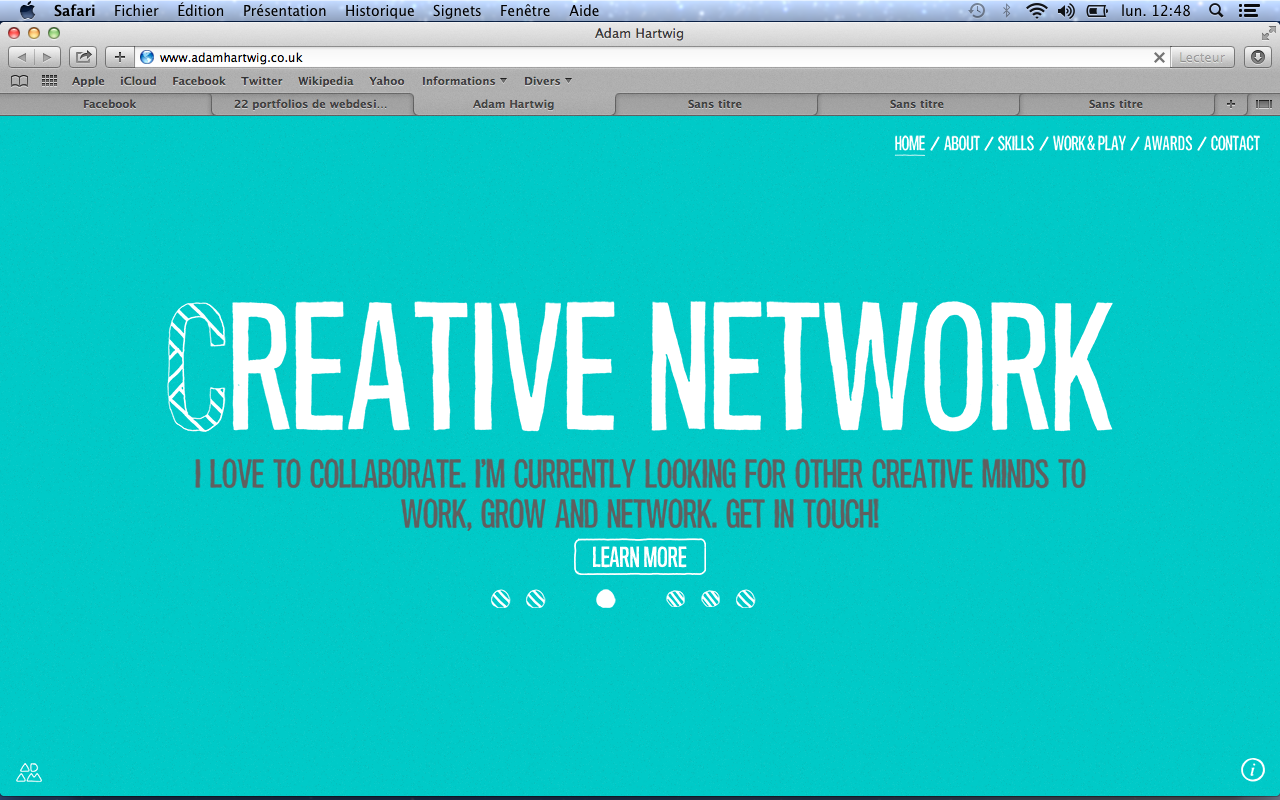 Safari Fichier Édition Présentation Historique Signets Fenêtre Aide lun. 12:48
Adam Hartwig
www.adamhartwig.co.uk Lecteur
Apple iCloud Facebook Twitter Wikipedia Yahoo Informations Divers
Facebook 22 portfolios de webdesi... Adam Hartwig Sans titre Sans titre Sans titre
HOME / ABOUT / SKILLS / WORK & PLAY / AWARDS / CONTACT
CREATIVE NETWORK
I LOVE TO COLLABORATE. I'M CURRENTLY LOOKING FOR OTHER CREATIVE MINDS TO
WORK, GROW AND NETWORK. GET IN TOUCH!
LEARN MORE
AD
AM
i